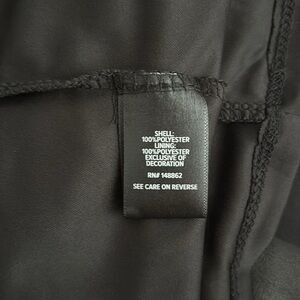 SHELL:
100%POLYESTER
LINING:
100%POLYESTER
EXCLUSIVE OF
DECORATION
RN# 148862
SEE CARE ON REVERSE